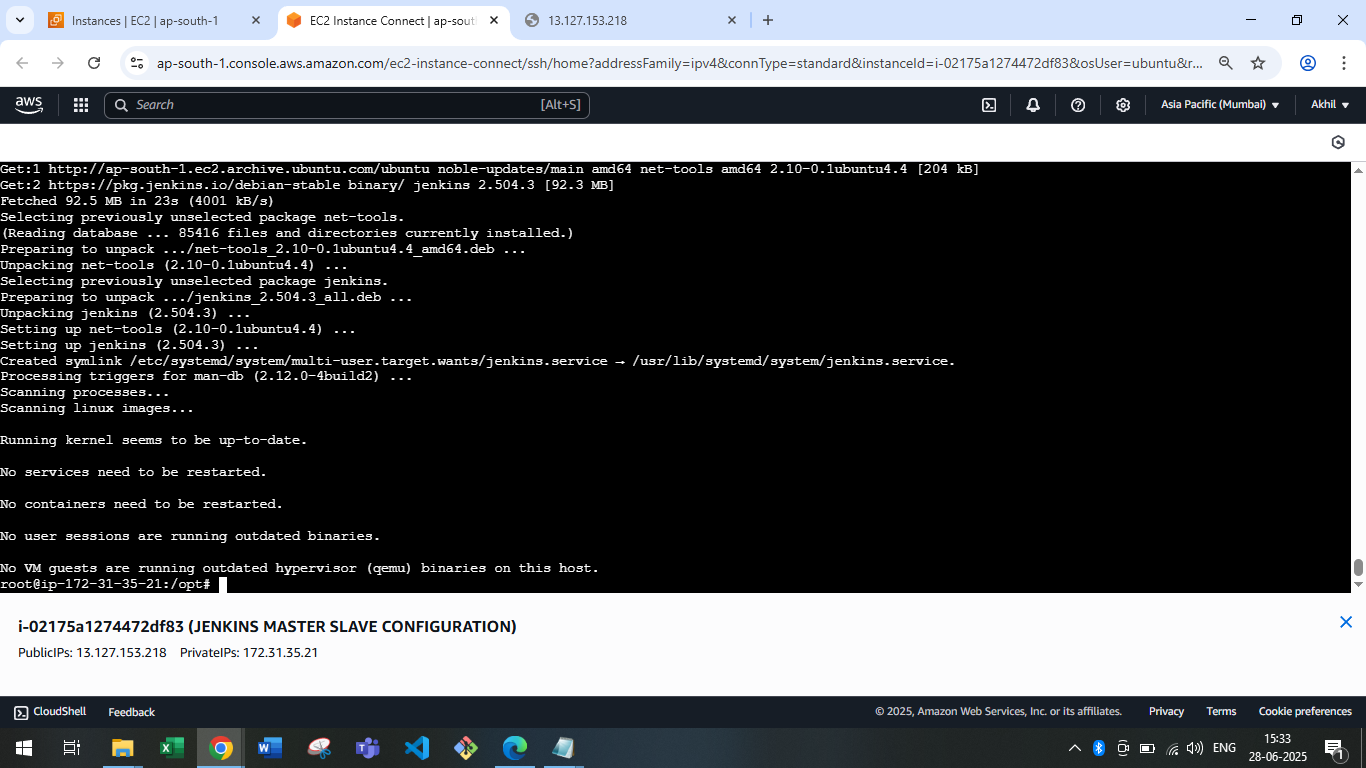 Instances | EC2 | ap-south-1
EC2 Instance Connect | ap-sout
13.127.153.218
ap-south-1.console.aws.amazon.com/ec2-instance-connect/ssh/home?addressFamily=ipv4&connType=standard&instanceId=i-02175a1274472df83&osUser=ubuntu&r...
aws
Search
[Alt+S]
Asia Pacific (Mumbai)
Akhil
Get:1 http://ap-south-1.ec2.archive.ubuntu.com/ubuntu noble-updates/main amd64 net-tools amd64 2.10-0.1ubuntu4.4 [204 kB]
Get:2 https://pkg.jenkins.io/debian-stable binary/ jenkins 2.504.3 [92.3 MB]
Fetched 92.5 MB in 23s (4001 kB/s)
Selecting previously unselected package net-tools.
(Reading database ... 85416 files and directories currently installed.)
Preparing to unpack .../net-tools_2.10-0.1ubuntu4.4_amd64.deb ...
Unpacking net-tools (2.10-0.1ubuntu4.4) ...
Selecting previously unselected package jenkins.
Preparing to unpack .../jenkins_2.504.3_all.deb ...
Unpacking jenkins (2.504.3) ...
Setting up net-tools (2.10-0.1ubuntu4.4) ...
Setting up jenkins (2.504.3) ...
Created symlink /etc/systemd/system/multi-user.target.wants/jenkins.service → /usr/lib/systemd/system/jenkins.service.
Processing triggers for man-db (2.12.0-4build2) ...
Scanning processes...
Scanning linux images...
Running kernel seems to be up-to-date.
No services need to be restarted.
No containers need to be restarted.
No user sessions are running outdated binaries.
No VM guests are running outdated hypervisor (qemu) binaries on this host.
root@ip-172-31-35-21:/opt#
i-02175a1274472df83 (JENKINS MASTER SLAVE CONFIGURATION)
PublicIPs: 13.127.153.218 PrivateIPs: 172.31.35.21
CloudShell Feedback © 2025, Amazon Web Services, Inc. or its affiliates. Privacy Terms Cookie preferences
ENG
15:33
28-06-2025
1